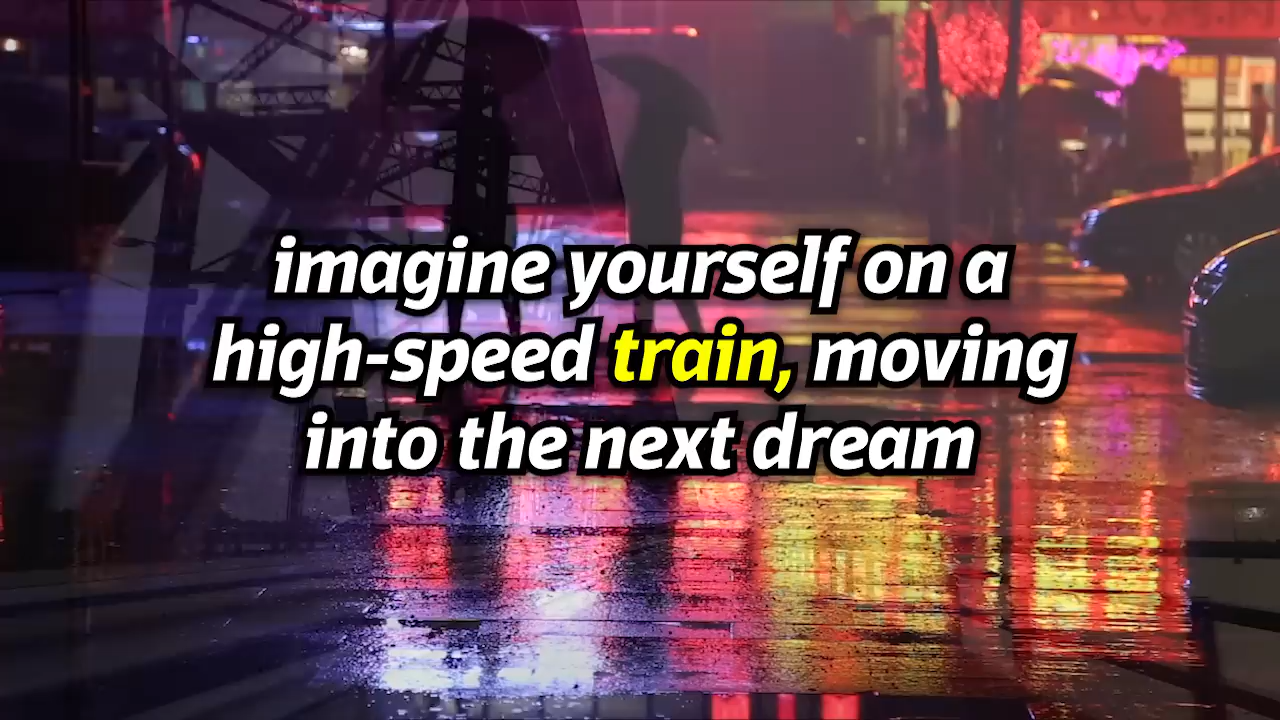 imagine yourself on a
high-speed train, moving
into the next dream